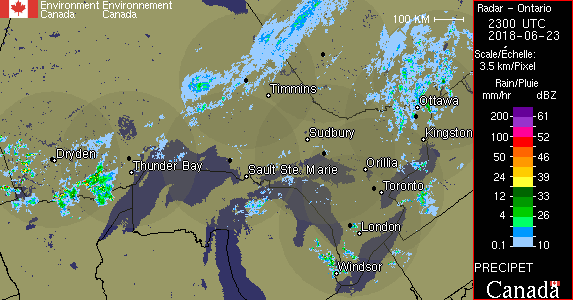 Environment Environnement
Canada Canada
100 KM
Timmins
Ottawa
Sudbury
Kingston
Dryden
Thunder Bay
Sault Ste. Marie
Orillia
Toronto
London
Windsor
Radar - Ontario
2300 UTC
2018-06-23
Scale/Échelle:
3.5 km/Pixel
Rain/Pluie
mm/hr dBZ
200 61
100 52
50 46
24 39
12 33
4 26
0.1 10
PRECIPET
Canada